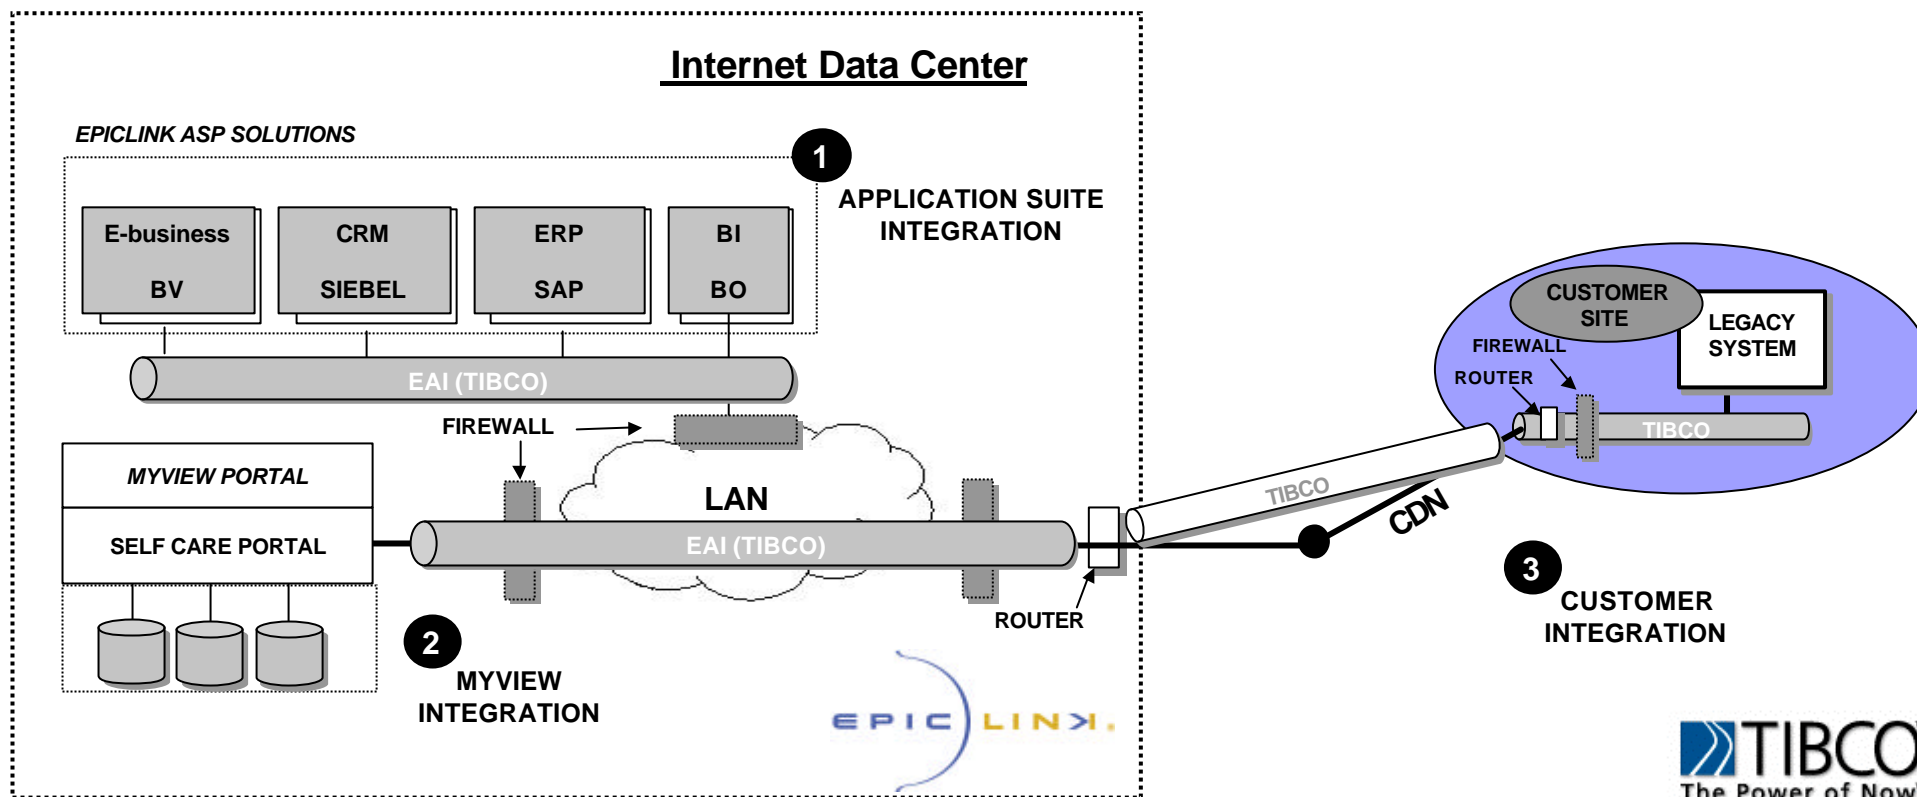 Internet Data Center
EPICLINK ASP SOLUTIONS
1
APPLICATION SUITE
INTEGRATION
E-business
BV
CRM
SIEBEL
ERP
SAP
BI
BO
EAI (TIBCO)
FIREWALL
MYVIEW PORTAL
SELF CARE PORTAL
LAN
EAI (TIBCO)
ROUTER
2
MYVIEW
INTEGRATION
EPIC LINK.
TIBCO
CDN
CUSTOMER
SITE
LEGACY
SYSTEM
FIREWALL
ROUTER
TIBCO
3
CUSTOMER
INTEGRATION
TIBCO
The Power of Now